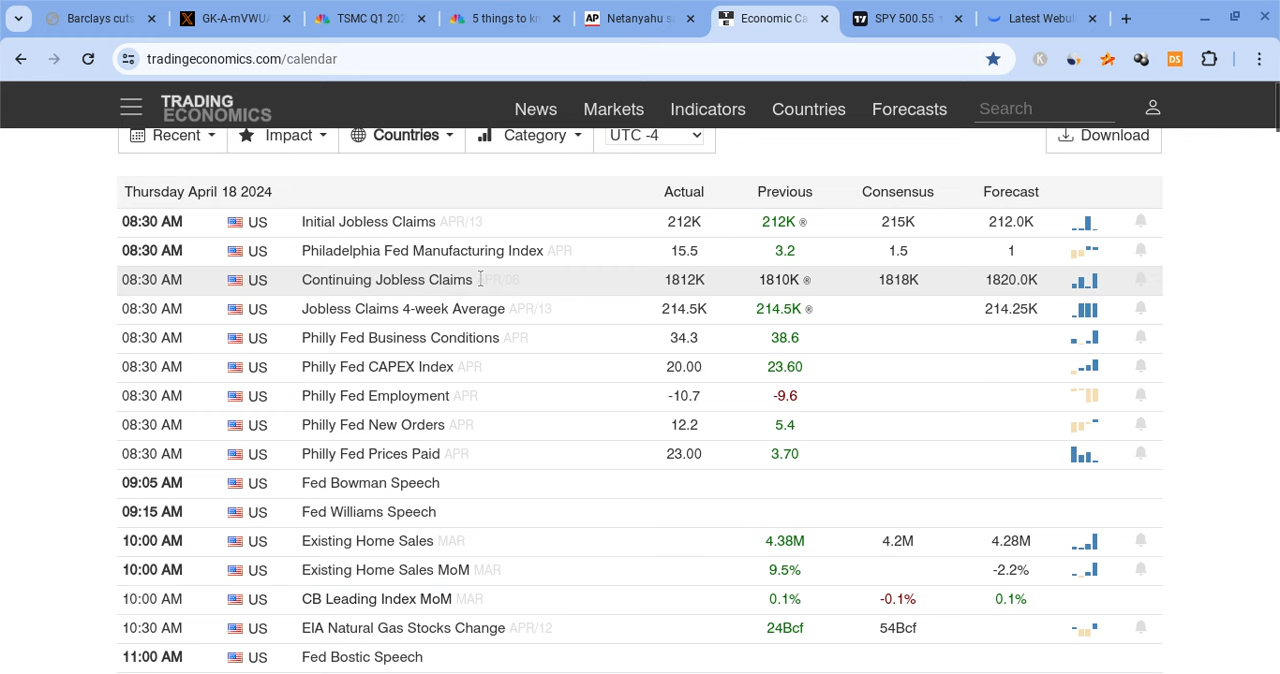 Barclays cuts
GK-A-mVWU
TSMC Q1 202
5 things to kn
Netanyahu sa
Economic Ca
SPY 500.55
Latest Webul
tradingeconomics.com/calendar
TRADING ECONOMICS
News Markets Indicators Countries Forecasts Search
Recent Impact Countries Category UTC -4 Download
Thursday April 18 2024 Actual Previous Consensus Forecast
08:30 AM US Initial Jobless Claims APR/13 212K 212K ® 215K 212.0K
08:30 AM US Philadelphia Fed Manufacturing Index APR 15.5 3.2 1.5 1
08:30 AM US Continuing Jobless Claims APR/06 1812K 1810K ® 1818K 1820.0K
08:30 AM US Jobless Claims 4-week Average APR/13 214.5K 214.5K ® 214.25K
08:30 AM US Philly Fed Business Conditions APR 34.3 38.6
08:30 AM US Philly Fed CAPEX Index APR 20.00 23.60
08:30 AM US Philly Fed Employment APR -10.7 -9.6
08:30 AM US Philly Fed New Orders APR 12.2 5.4
08:30 AM US Philly Fed Prices Paid APR 23.00 3.70
09:05 AM US Fed Bowman Speech
09:15 AM US Fed Williams Speech
10:00 AM US Existing Home Sales MAR 4.38M 4.2M 4.28M
10:00 AM US Existing Home Sales MoM MAR 9.5% -2.2%
10:00 AM US CB Leading Index MoM MAR 0.1% -0.1% 0.1%
10:30 AM US EIA Natural Gas Stocks Change APR/12 24Bcf 54Bcf
11:00 AM US Fed Bostic Speech